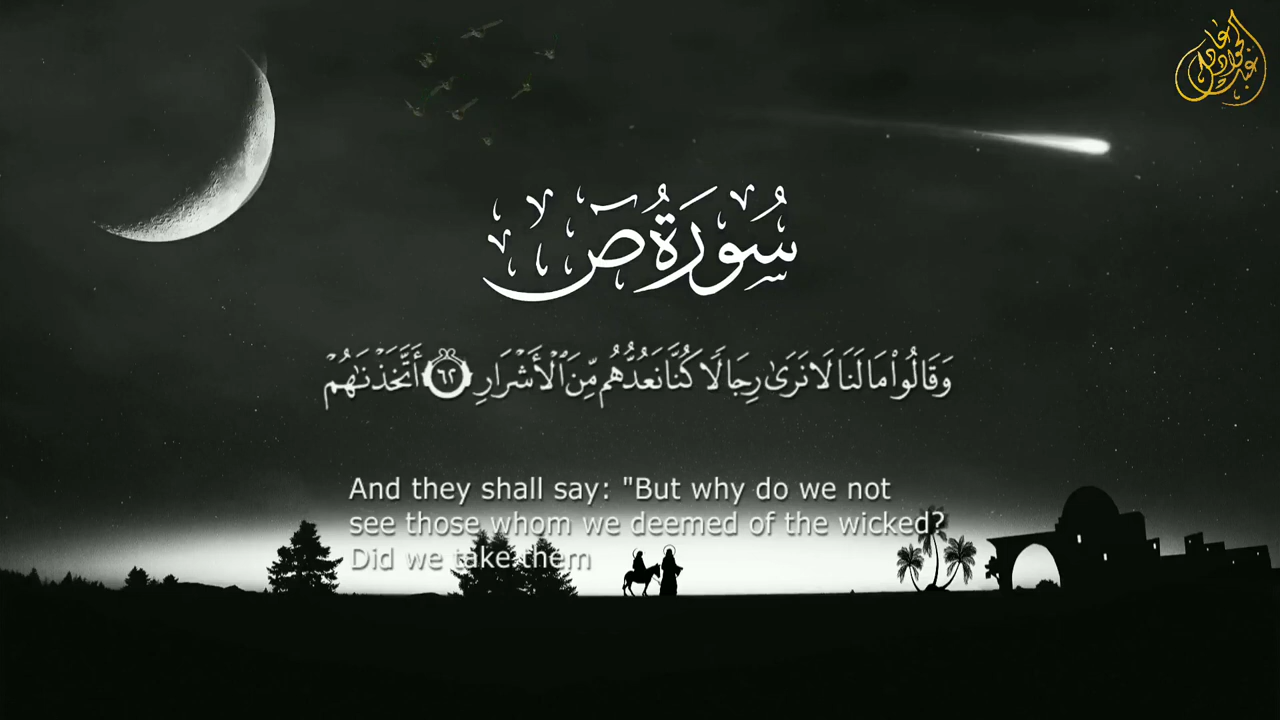 سُورَةُ صٓ
وَقَالُوا۟ مَا لَنَا لَا نَرَىٰ رِجَالًا كُنَّا نَعُدُّهُم مِّنَ ٱلْأَشْرَارِ ٦٢ أَتَّخَذْنَٰهُمْ
And they shall say: "But why do we not
see those whom we deemed of the wicked?
Did we take them